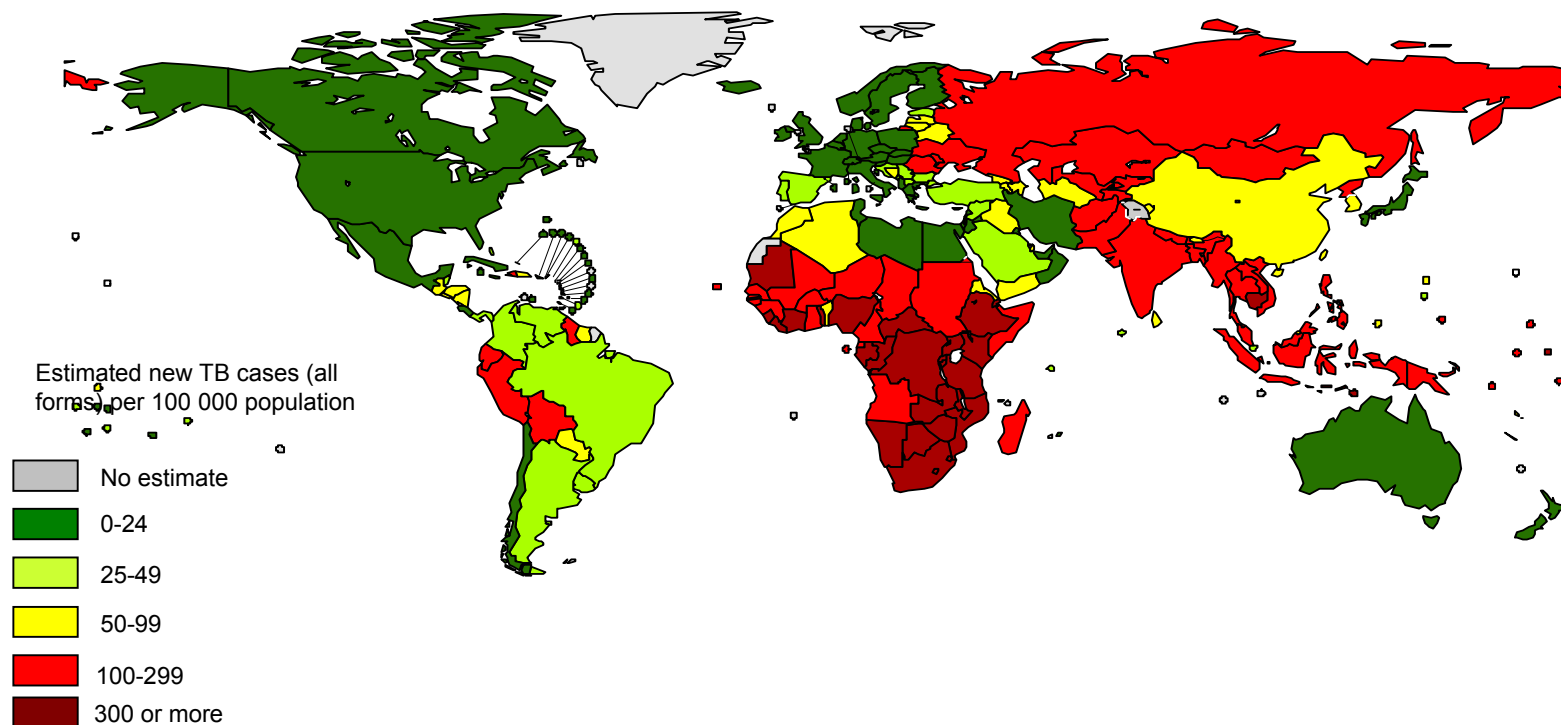 Estimated new TB cases (all
forms) per 100 000 population
No estimate
0-24
25-49
50-99
100-299
300 or more